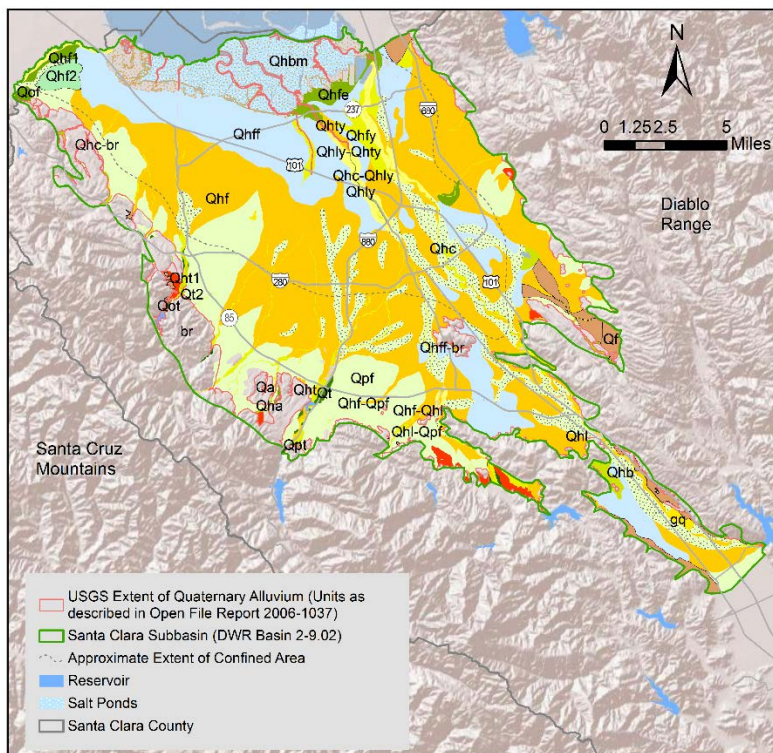 N
0 1.25 2.5 5
Miles
Qhf1
Qhf2
Qof
Qhbm
Qhfe
237
880
Qhc-br
Qhff
Qhty
Qhfy
Qhly-Qhty
101
Qhc-Qhly
Qhly
Qhf
Diablo
Range
880
Qhc
280
101
Qht1
Qt2
Qot
br
85
Qf
Qhff-br
Qpf
Qa
Qht
Qt
Qha
Qhf-Qpf
Qhf-Qhl
Qhl-Qpf
Qpt
Qhl
Santa Cruz
Mountains
Qhb
gq
USGS Extent of Quaternary Alluvium (Units as
described in Open File Report 2006-1037)
Santa Clara Subbasin (DWR Basin 2-9.02)
Approximate Extent of Confined Area
Reservoir
Salt Ponds
Santa Clara County